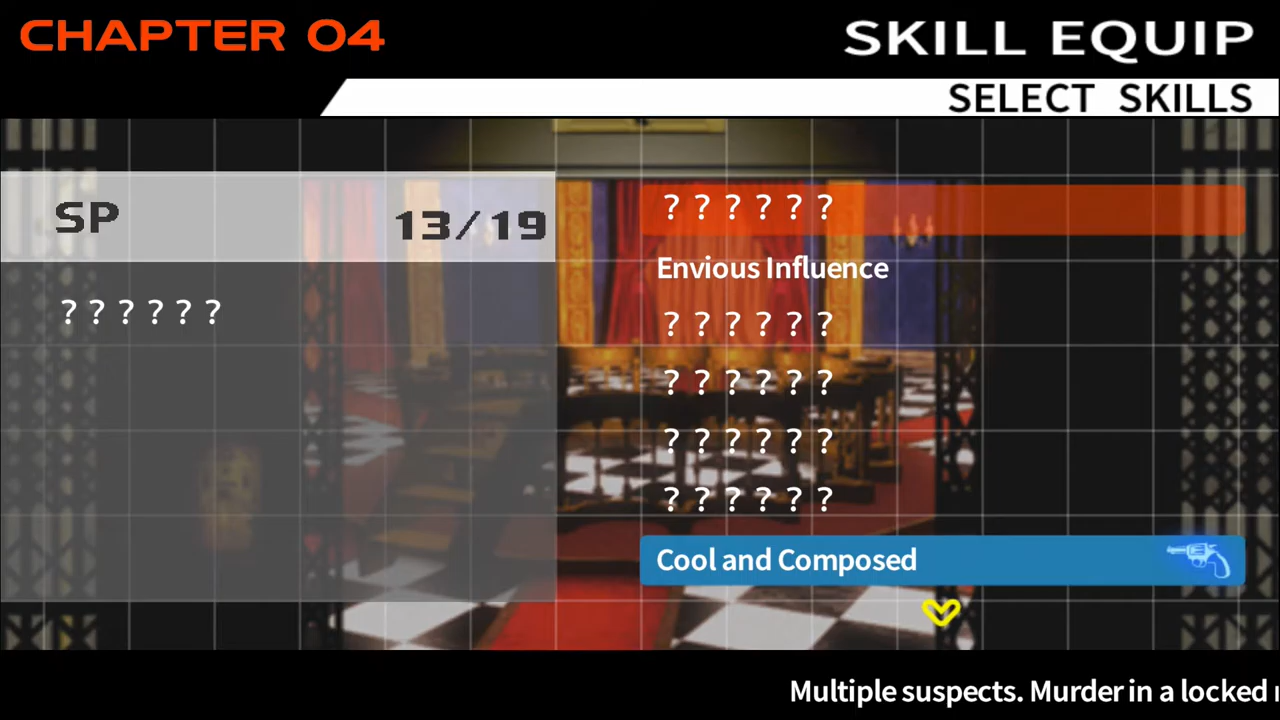 CHAPTER 04
SKILL EQUIP
SELECT SKILLS
SP 13/19
? ? ? ? ? ?
? ? ? ? ? ?
Envious Influence
? ? ? ? ? ?
? ? ? ? ? ?
? ? ? ? ? ?
? ? ? ? ? ?
Cool and Composed
Multiple suspects. Murder in a locked